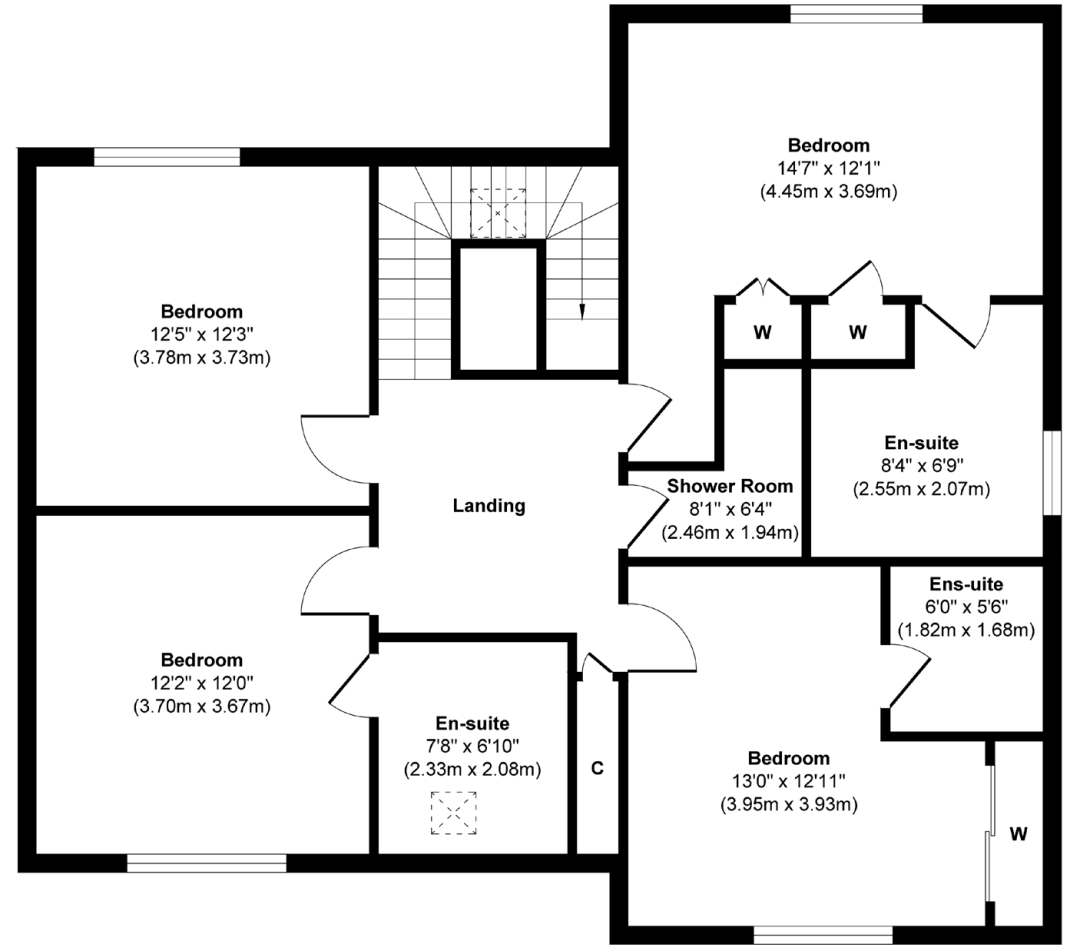 Bedroom
14'7" x 12'1"
(4.45m x 3.69m)
Bedroom
12'5" x 12'3"
(3.78m x 3.73m)
W
W
En-suite
8'4" x 6'9"
(2.55m x 2.07m)
Shower Room
8'1" x 6'4"
(2.46m x 1.94m)
Landing
Ens-uite
6'0" x 5'6"
(1.82m x 1.68m)
Bedroom
12'2" x 12'0"
(3.70m x 3.67m)
En-suite
7'8" x 6'10"
(2.33m x 2.08m)
C
Bedroom
13'0" x 12'11"
(3.95m x 3.93m)
W